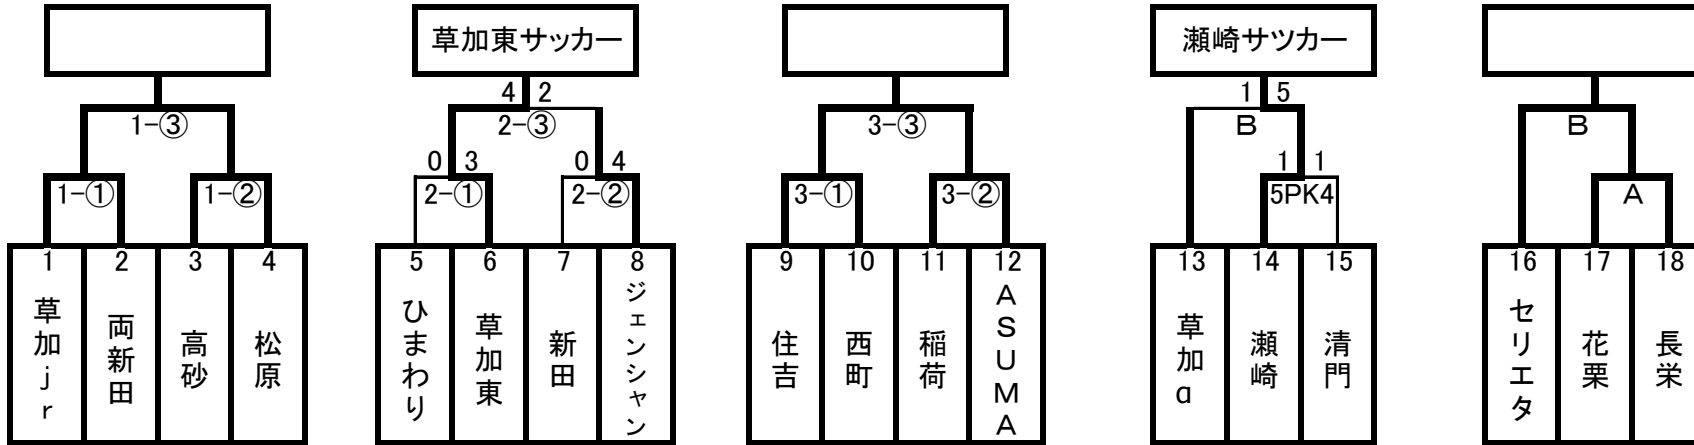 草加東サッカー
瀬崎サツカー
4 2
1 5
1-③
2-③
3-③
B
B
0 3
0 4
1 1
1-①
1-②
2-①
2-②
3-①
3-②
5PK4
A
1
2
3
4
5
6
7
8
9
10
11
12
13
14
15
16
17
18
草加jr
両新田
高砂
松原
ひまわり
草加東
新田
ジェンシャン
住吉
西町
稲荷
ASUMA
草加α
瀬崎
清門
セリエタ
花栗
長栄